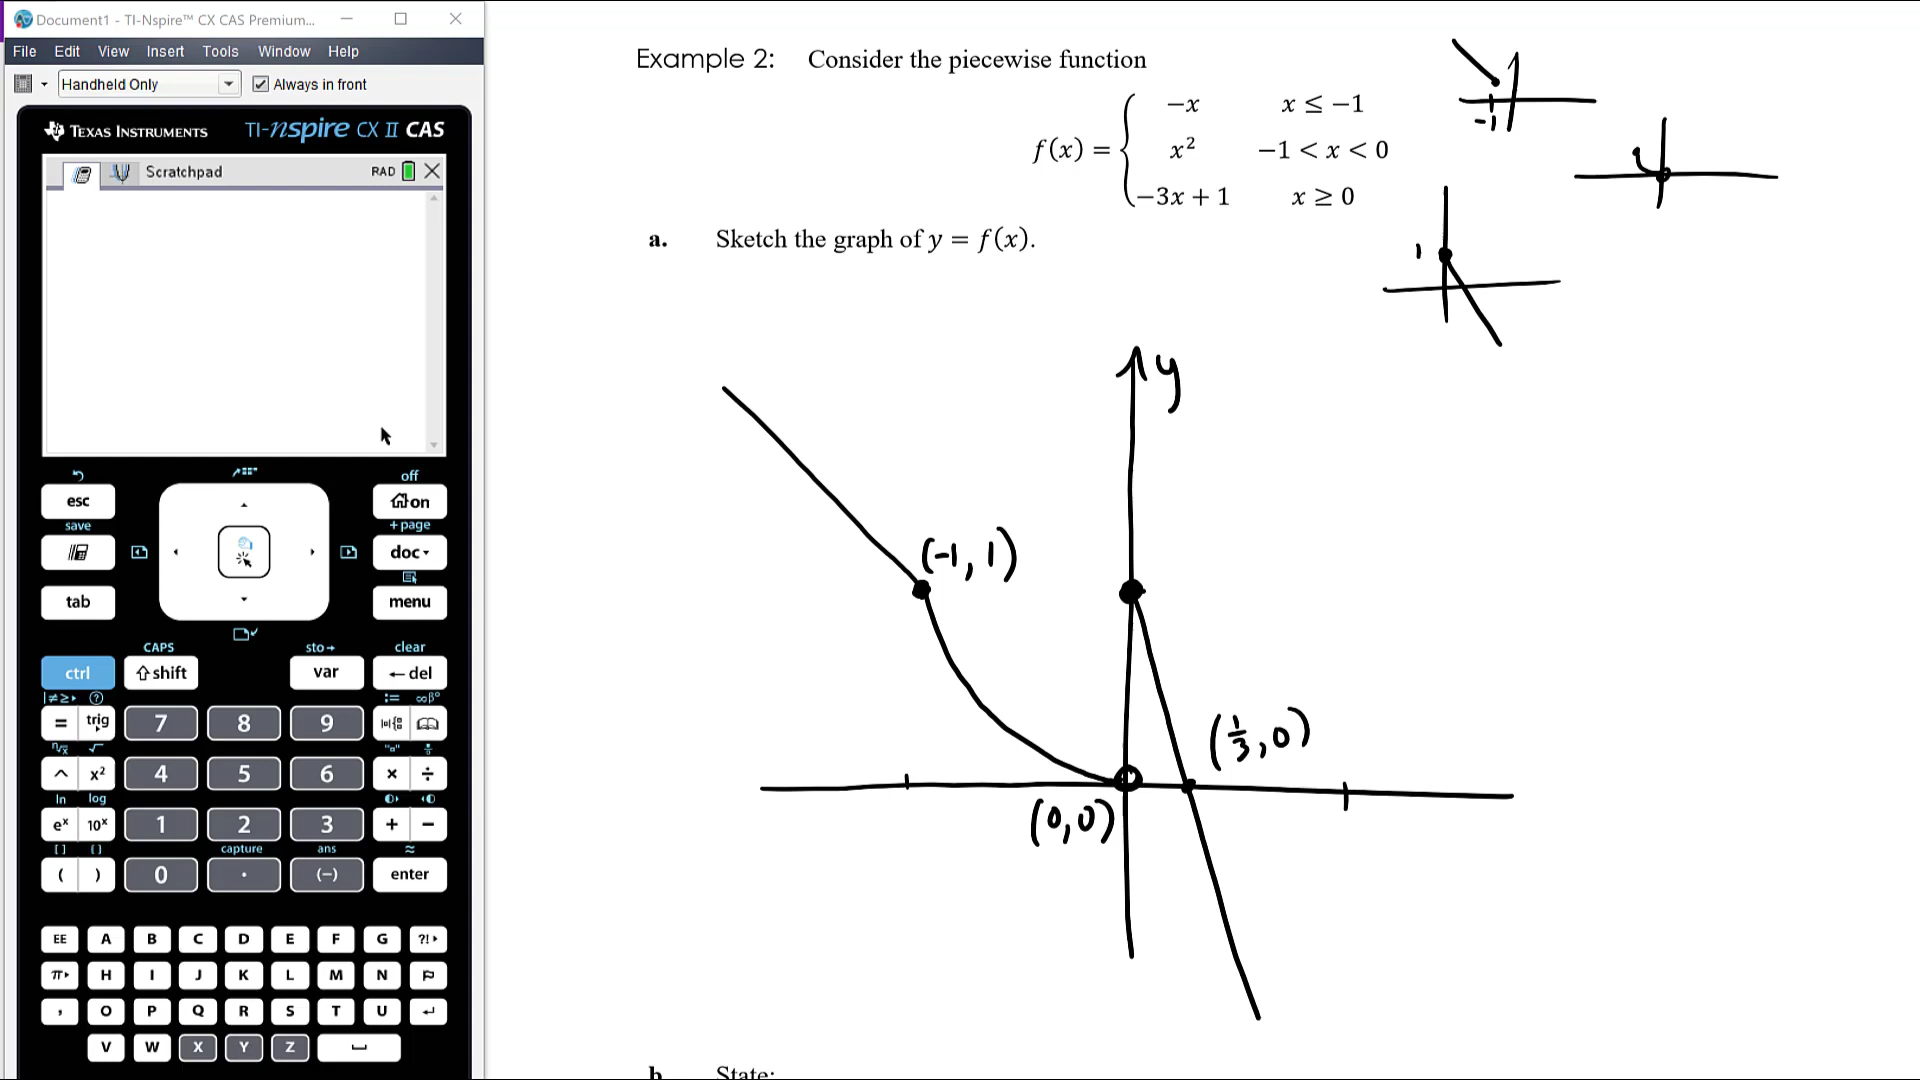 Document1 - TI-Nspire™ CX CAS Premium...
File Edit View Insert Tools Window Help
Handheld Only
Always in front
TEXAS INSTRUMENTS TI-nspire CX II CAS
Scratchpad RAD
off
esc on
save + page
doc
tab menu
CAPS sto→ clear
ctrl shift var ←del
|≠≥▸ ? := ∞β°
= trig 7 8 9
ⁿ√x √
^ x² 4 5 6 × ÷
ln log
eˣ 10ˣ 1 2 3 + −
[ ] { } capture ans ≈
( ) 0 . (−) enter
EE A B C D E F G ?!▸
π▸ H I J K L M N
, O P Q R S T U ↵
V W X Y Z
Example 2: Consider the piecewise function
−x x ≤ −1
f(x) = { x² −1 < x < 0
−3x + 1 x ≥ 0
-1
1
a. Sketch the graph of y = f(x).
y
(-1, 1)
(1/3, 0)
(0, 0)
b. State: